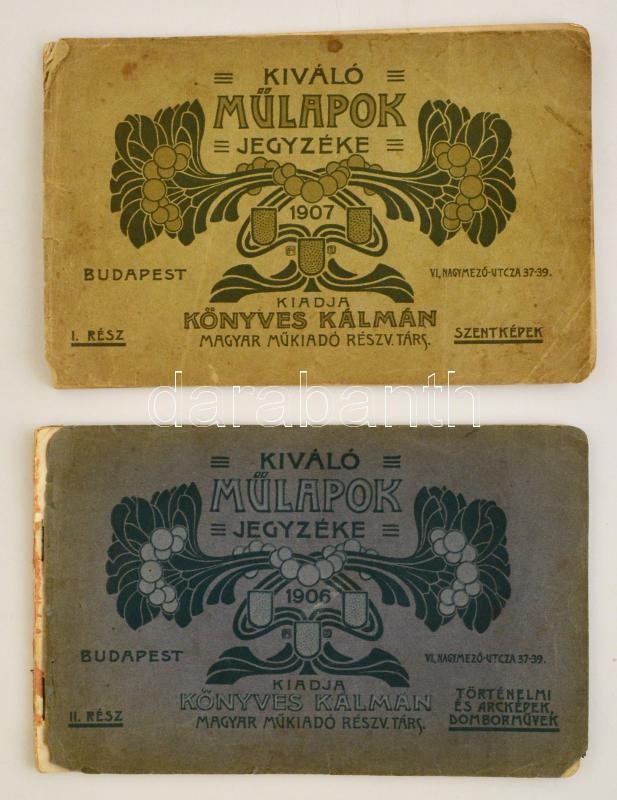 KIVÁLÓ
MŰLAPOK
JEGYZÉKE
1907
BUDAPEST
VI, NAGYMEZŐ-UTCZA 37-39.
KIADJA
KÖNYVES KÁLMÁN
MAGYAR MŰKIADÓ RÉSZV. TÁRS.
I. RÉSZ
SZENTKÉPEK
darabanth
KIVÁLÓ
MŰLAPOK
JEGYZÉKE
1906
BUDAPEST
VI, NAGYMEZŐ-UTCZA 37-39.
KIADJA
KÖNYVES KÁLMÁN
MAGYAR MŰKIADÓ RÉSZV. TÁRS.
II. RÉSZ
TÖRTÉNELMI
ÉS ARCKÉPEK,
DOMBORMŰVEK